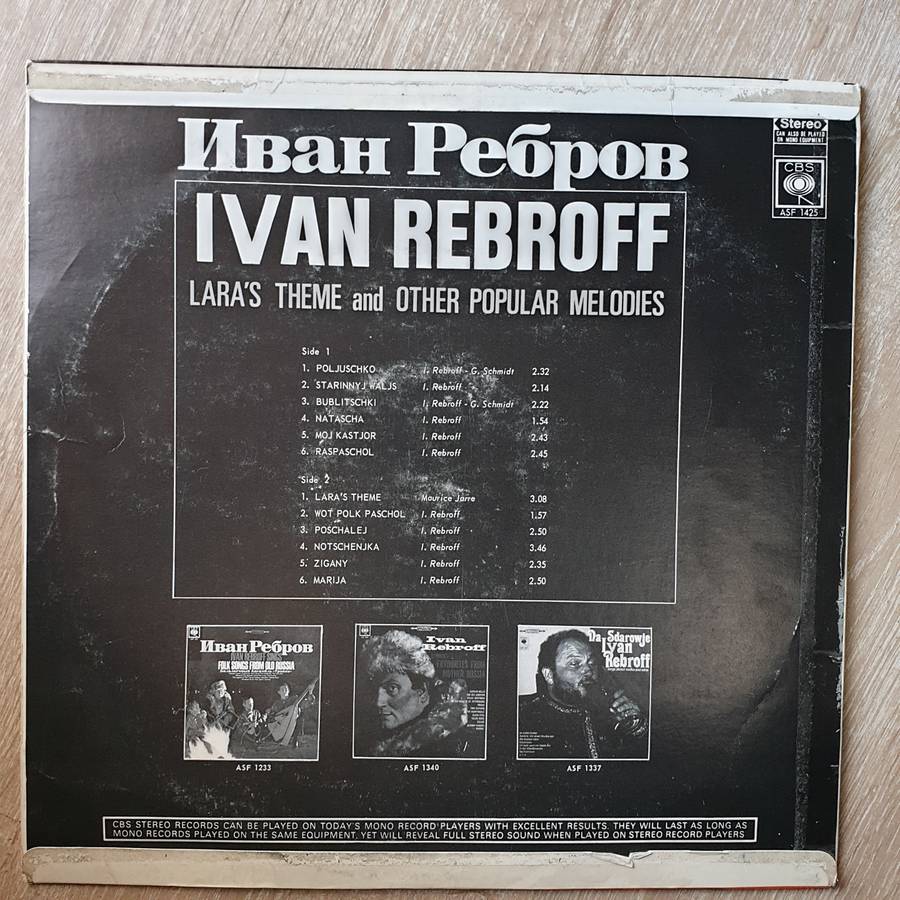 Иван Ребров
Stereo
CAN ALSO BE PLAYED
ON MONO EQUIPMENT
CBS
ASF 1425
IVAN REBROFF
LARA'S THEME and OTHER POPULAR MELODIES
Side 1
1. POLJUSCHKO I. Rebroff - G. Schmidt 2.32
2. STARINNYJ WALJS I. Rebroff 2.14
3. BUBLITSCHKI I. Rebroff - G. Schmidt 2.22
4. NATASCHA I. Rebroff 1.54
5. MOJ KASTJOR I. Rebroff 2.43
6. RASPASCHOL I. Rebroff 2.45
Side 2
1. LARA'S THEME Maurice Jarre 3.08
2. WOT POLK PASCHOL I. Rebroff 1.57
3. POSCHALEJ I. Rebroff 2.50
4. NOTSCHENJKA I. Rebroff 3.46
5. ZIGANY I. Rebroff 2.35
6. MARIJA I. Rebroff 2.50
Иван Ребров
IVAN REBROFF SINGS
FOLK SONGS FROM OLD RUSSIA
ASF 1233
Ivan
Rebroff
FAVOURITES FROM
MOTHER RUSSIA
ASF 1340
Da Sdarowje
Ivan
Rebroff
ASF 1337
CBS STEREO RECORDS CAN BE PLAYED ON TODAY'S MONO RECORD PLAYERS WITH EXCELLENT RESULTS. THEY WILL LAST AS LONG AS
MONO RECORDS PLAYED ON THE SAME EQUIPMENT, YET WILL REVEAL FULL STEREO SOUND WHEN PLAYED ON STEREO RECORD PLAYERS